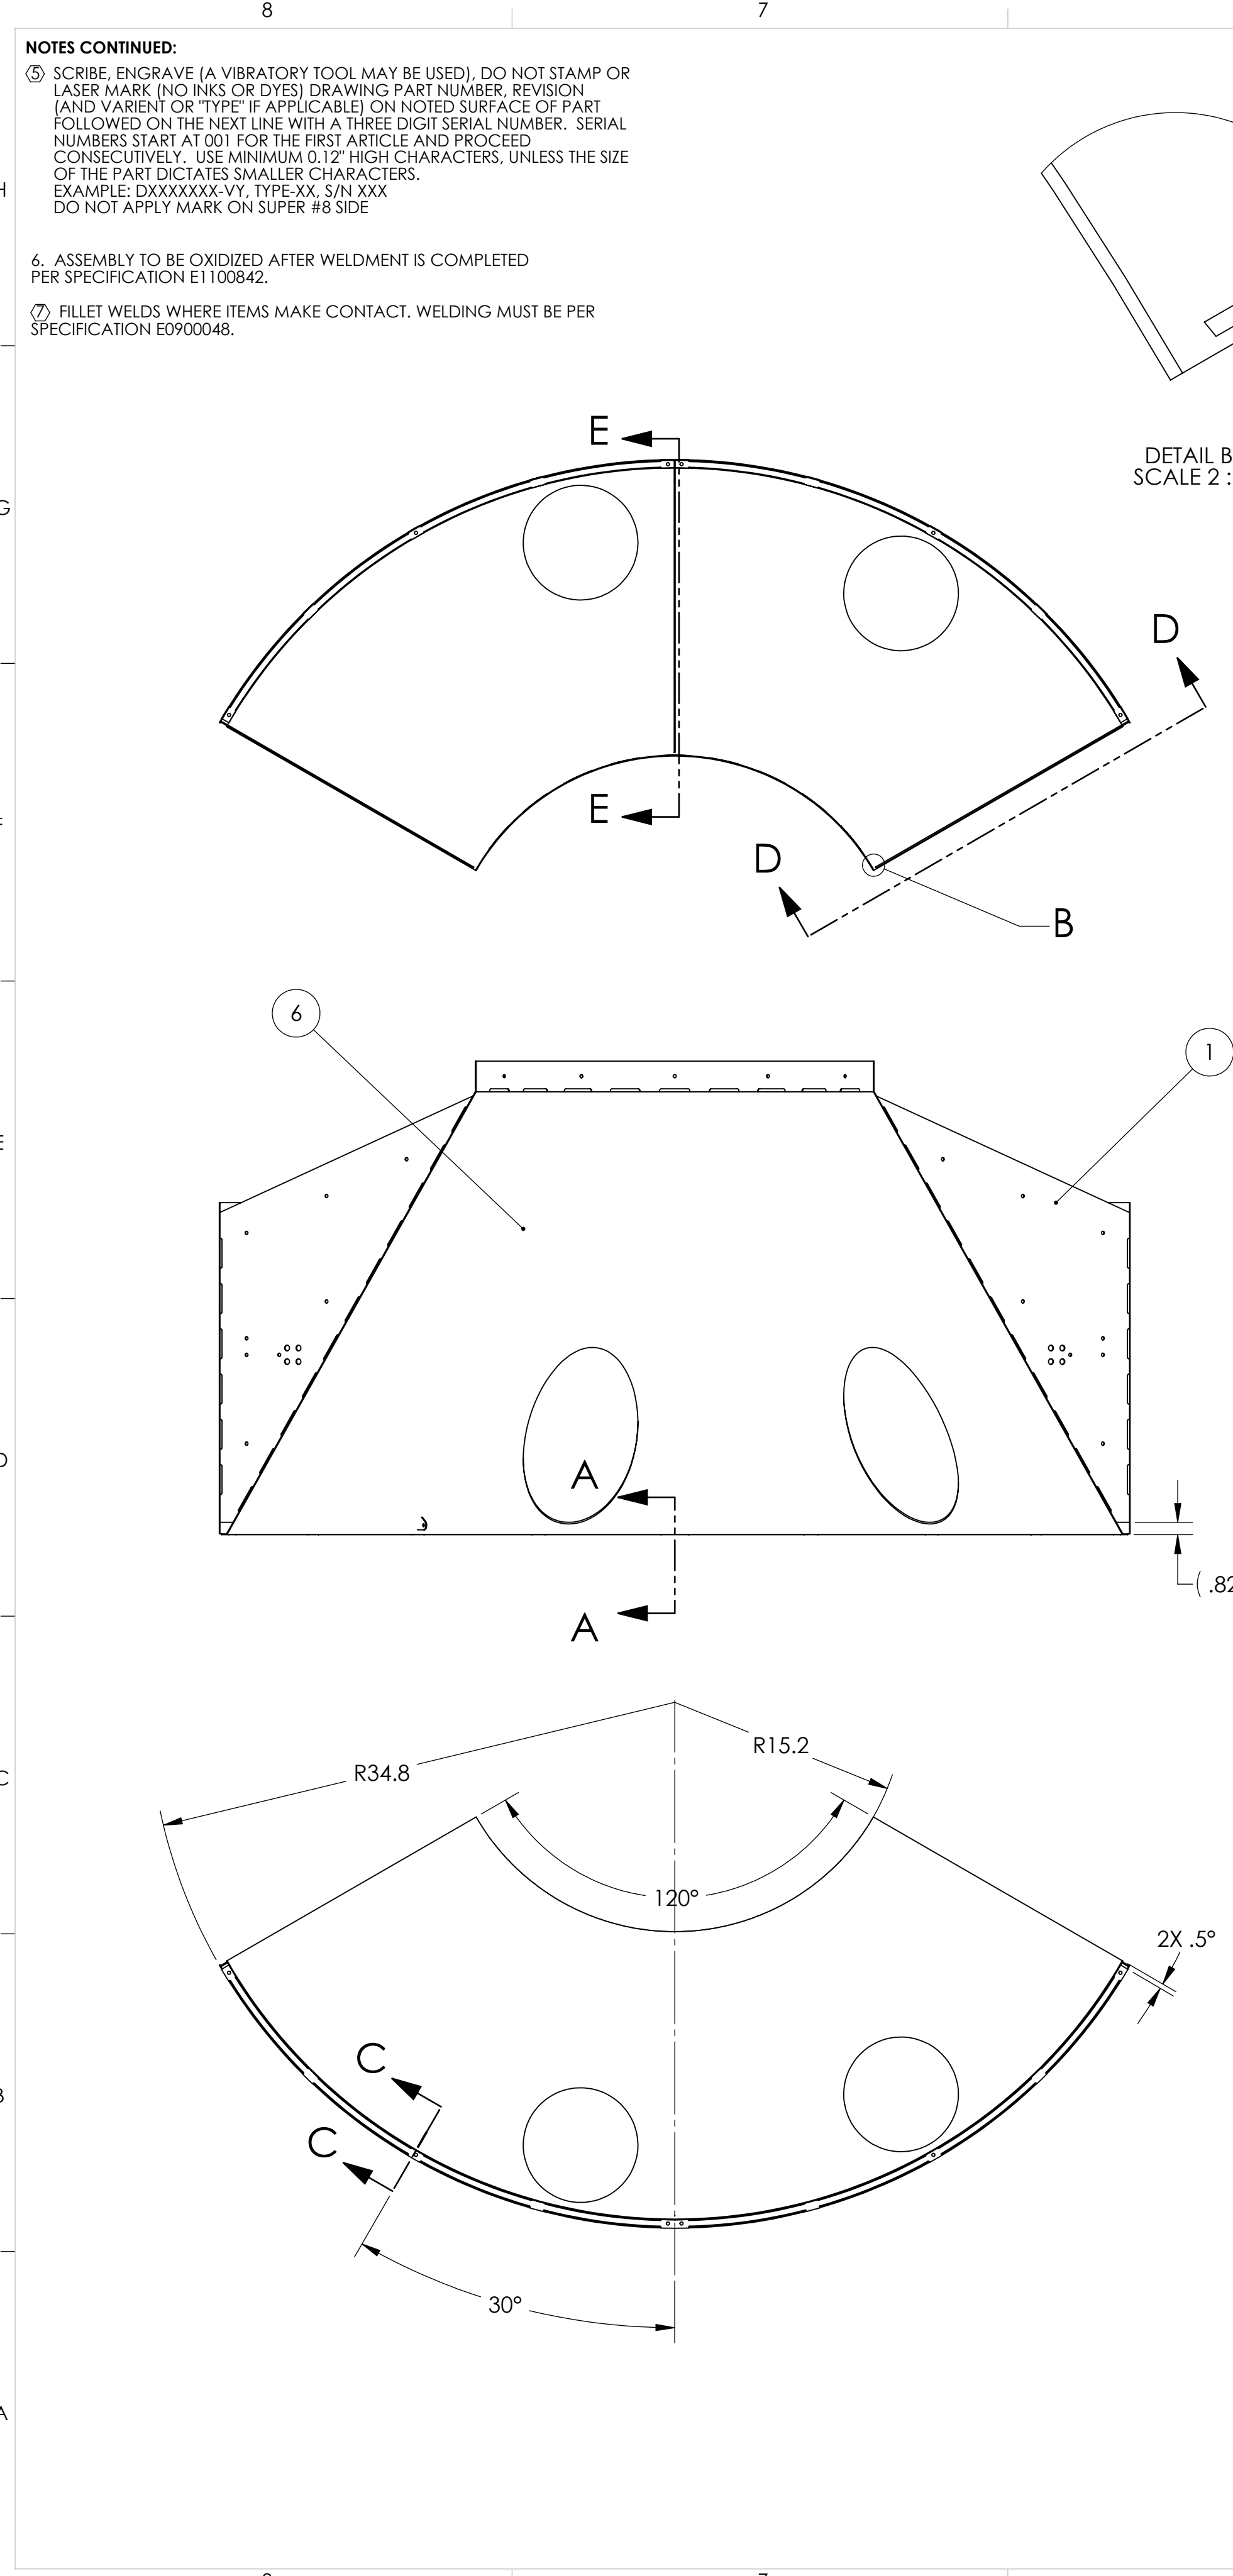 8
7
NOTES CONTINUED:
5 SCRIBE, ENGRAVE (A VIBRATORY TOOL MAY BE USED), DO NOT STAMP OR
LASER MARK (NO INKS OR DYES) DRAWING PART NUMBER, REVISION
(AND VARIENT OR "TYPE" IF APPLICABLE) ON NOTED SURFACE OF PART
FOLLOWED ON THE NEXT LINE WITH A THREE DIGIT SERIAL NUMBER. SERIAL
NUMBERS START AT 001 FOR THE FIRST ARTICLE AND PROCEED
CONSECUTIVELY. USE MINIMUM 0.12" HIGH CHARACTERS, UNLESS THE SIZE
OF THE PART DICTATES SMALLER CHARACTERS.
EXAMPLE: DXXXXXXX-VY, TYPE-XX, S/N XXX
DO NOT APPLY MARK ON SUPER #8 SIDE
H
6. ASSEMBLY TO BE OXIDIZED AFTER WELDMENT IS COMPLETED
PER SPECIFICATION E1100842.
7 FILLET WELDS WHERE ITEMS MAKE CONTACT. WELDING MUST BE PER
SPECIFICATION E0900048.
E
DETAIL B
SCALE 2 :
G
D
E
D
B
6
1
E
D
A
( .82
A
R15.2
R34.8
C
120°
2X .5°
C
B
C
30°
A
7